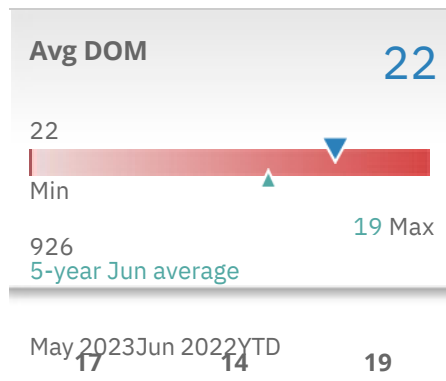 Avg DOM
22
22
Min
19 Max
926
5-year Jun average
May 2023Jun 2022YTD
17 14 19